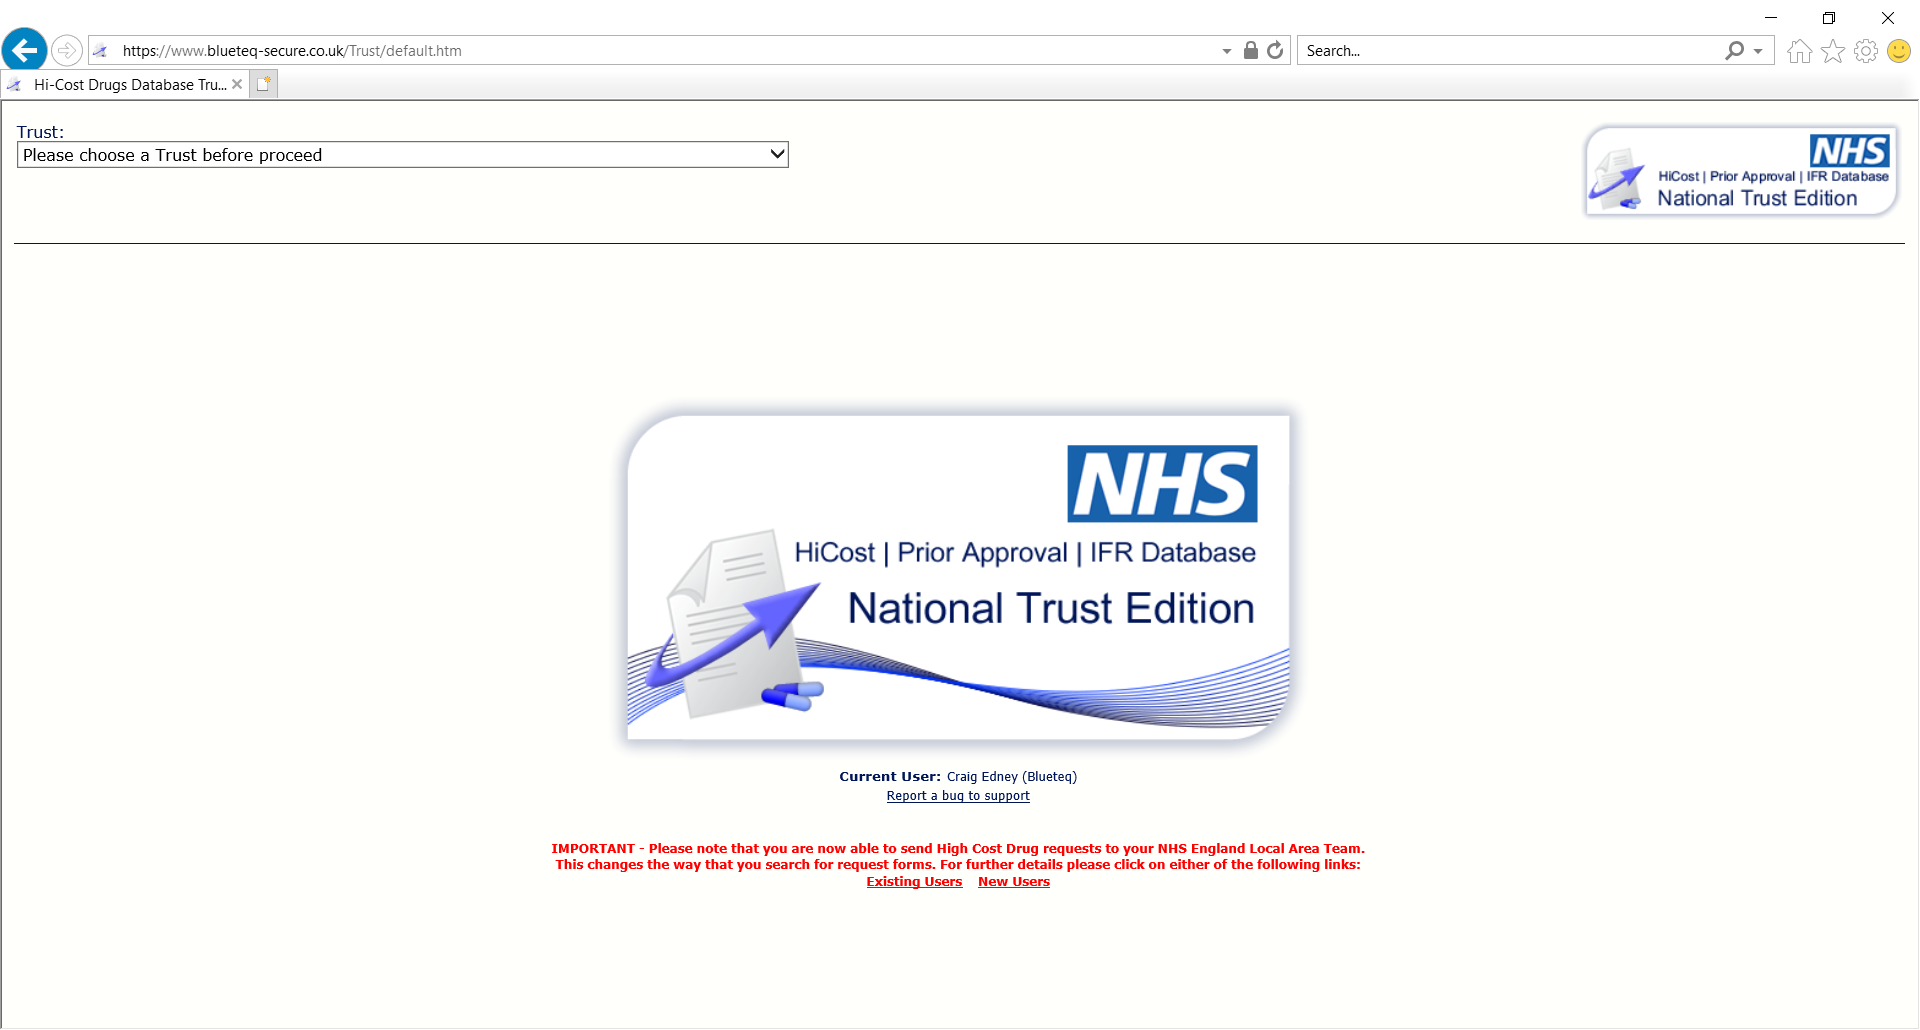 https://www.blueteq-secure.co.uk/Trust/default.htm
Search...
Hi-Cost Drugs Database Tru...
Trust:
Please choose a Trust before proceed
NHS
HiCost | Prior Approval | IFR Database
National Trust Edition
NHS
HiCost | Prior Approval | IFR Database
National Trust Edition
Current User: Craig Edney (Blueteq)
Report a bug to support
IMPORTANT - Please note that you are now able to send High Cost Drug requests to your NHS England Local Area Team.
This changes the way that you search for request forms. For further details please click on either of the following links:
Existing Users New Users